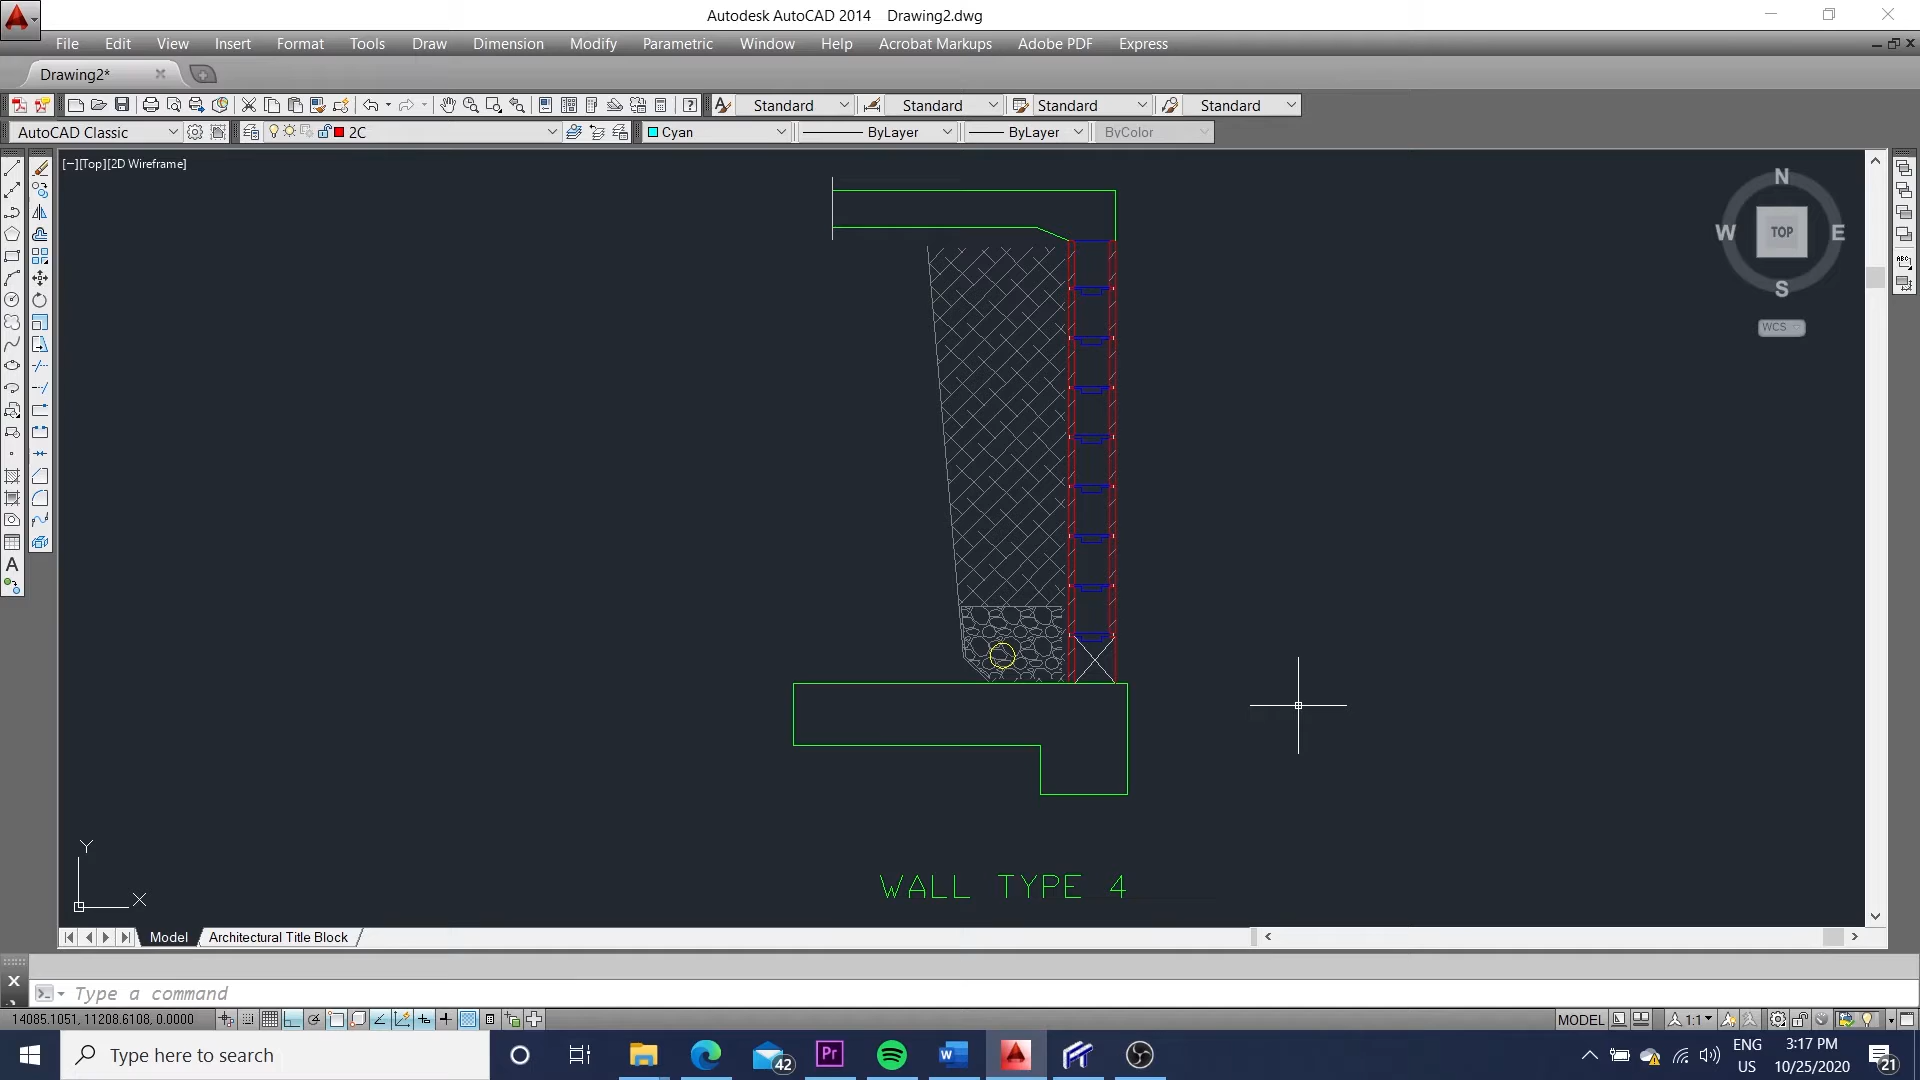 Autodesk AutoCAD 2014 Drawing2.dwg
File Edit View Insert Format Tools Draw Dimension Modify Parametric Window Help Acrobat Markups Adobe PDF Express
Drawing2*
Standard Standard Standard Standard
AutoCAD Classic 2C Cyan ByLayer ByLayer ByColor
[−][Top][2D Wireframe]
N
W TOP E
S
WCS
A
Y
X
WALL TYPE 4
Model Architectural Title Block
Type a command
14085.1051, 11208.6108, 0.0000 MODEL 1:1
Type here to search
42
Pr
W
ENG
US
3:17 PM
10/25/2020
21